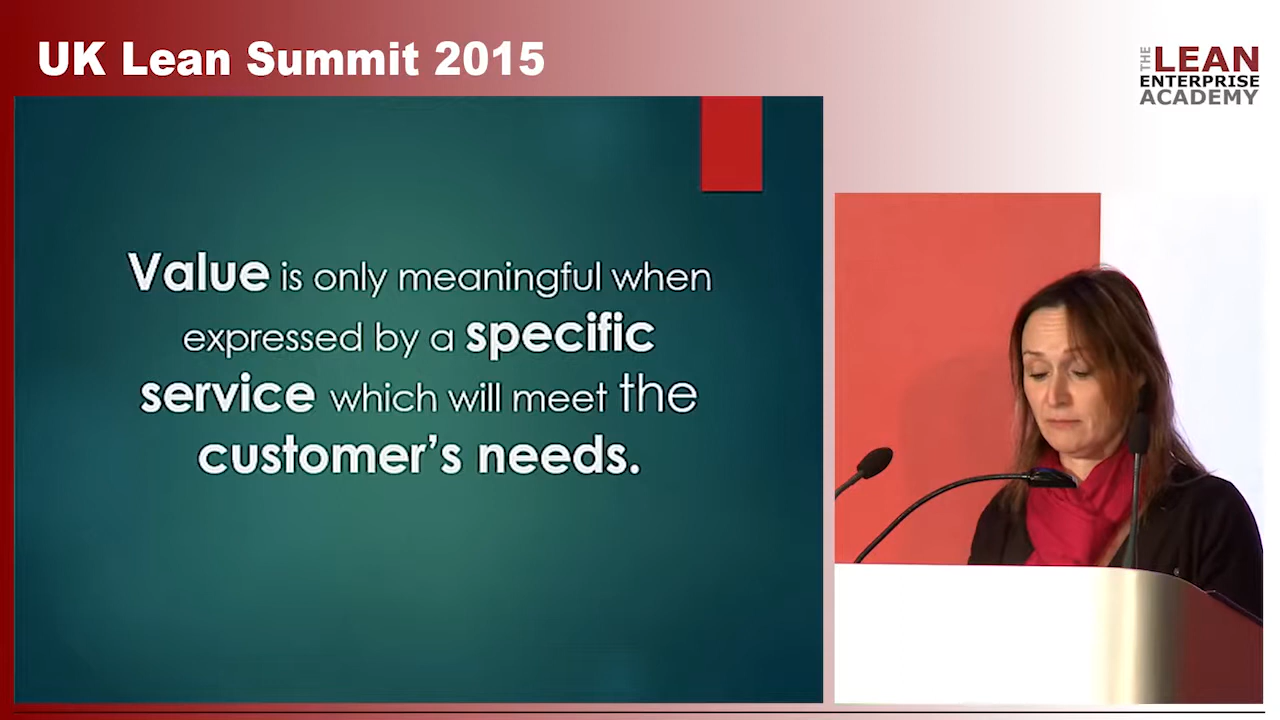 UK Lean Summit 2015
THE LEAN
ENTERPRISE
ACADEMY
Value is only meaningful when
expressed by a specific
service which will meet the
customer's needs.